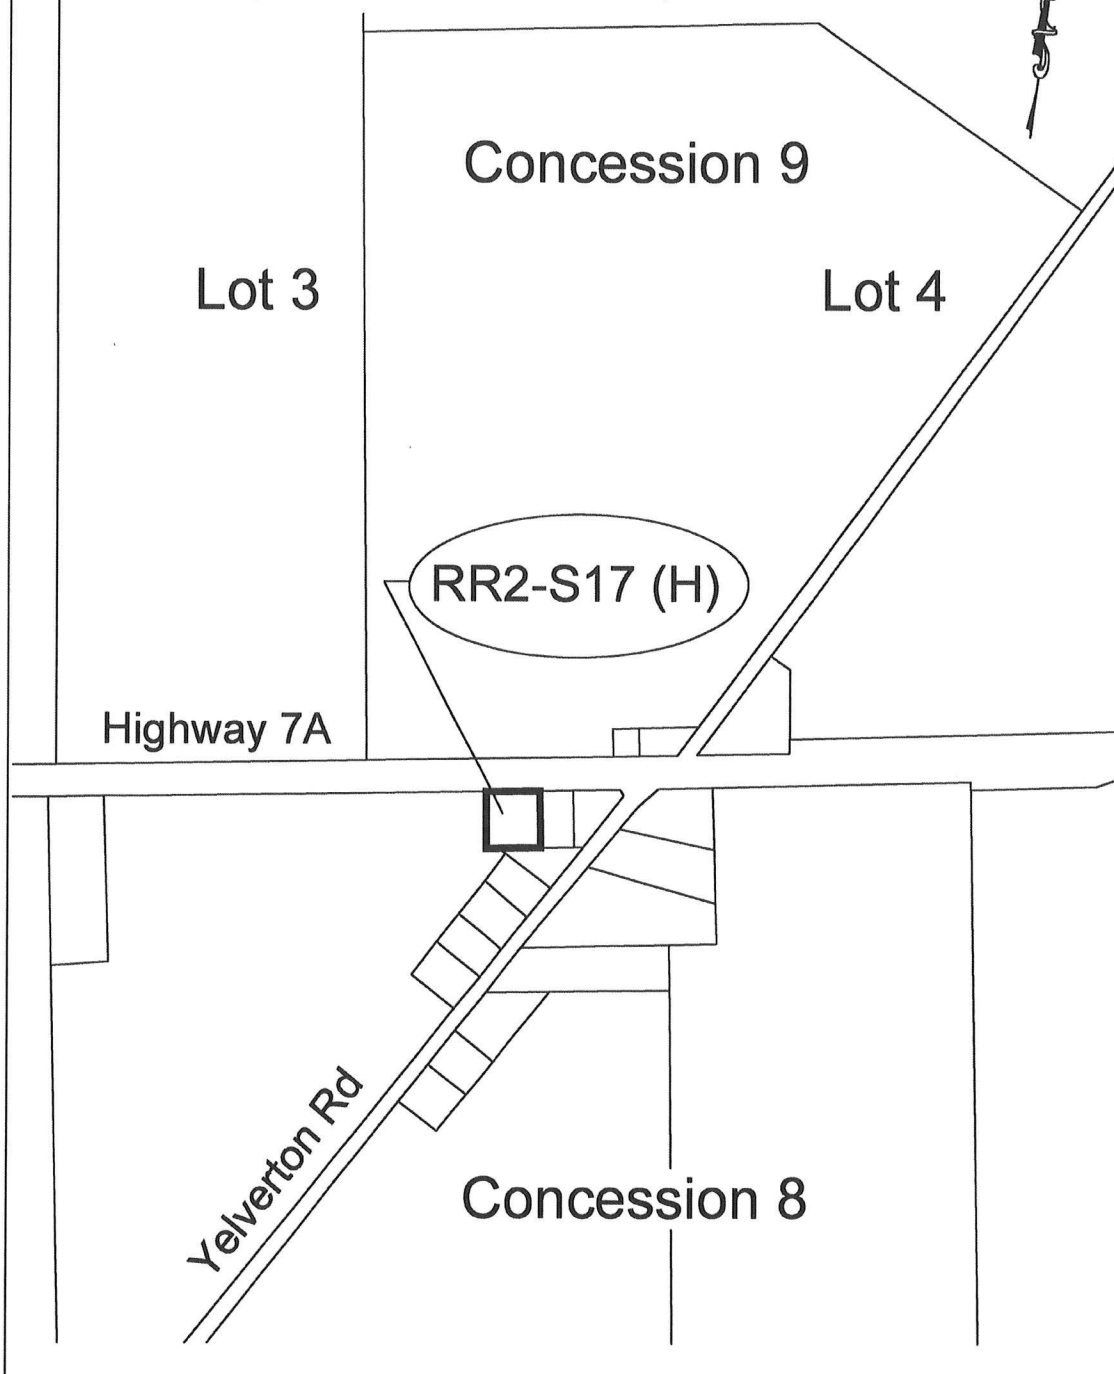 Concession 9
Lot 3
Lot 4
RR2-S17 (H)
Highway 7A
Yelverton Rd
Concession 8